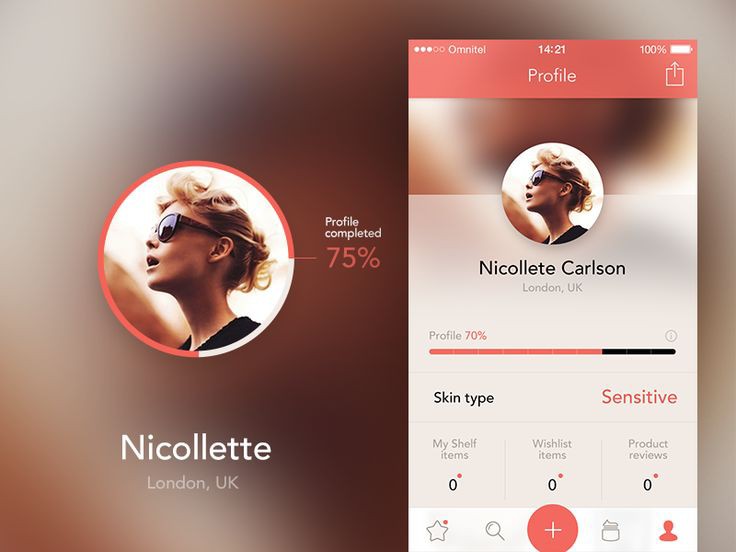 Profile
completed
75%
Nicollette
London, UK
Omnitel
14:21
100%
Profile
Nicollete Carlson
London, UK
Profile 70%
Skin type
Sensitive
My Shelf
items
0
Wishlist
items
0
Product
reviews
0